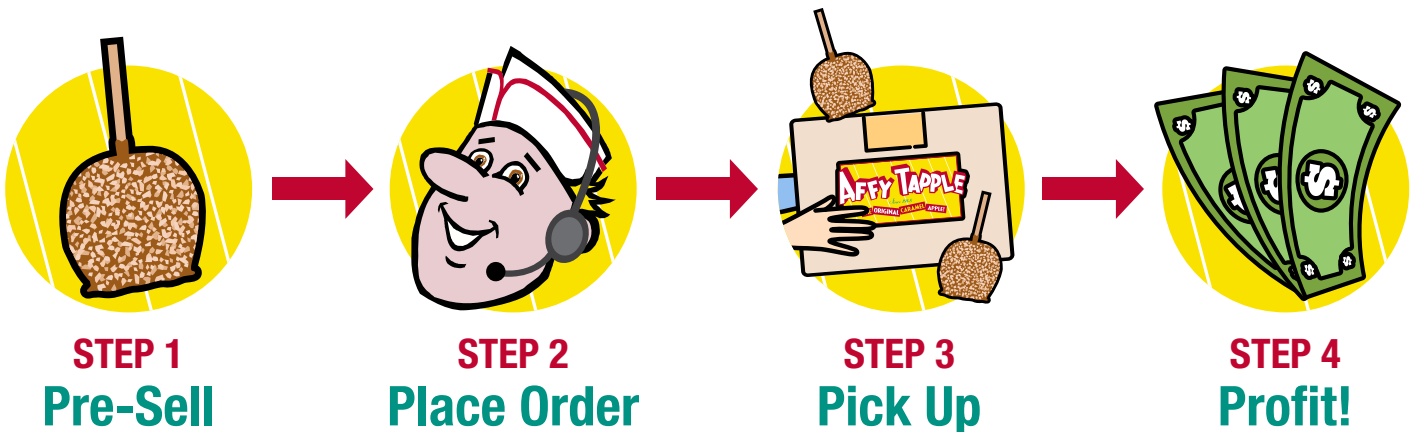 AFFY TAPPLE
ORIGINAL CARAMEL APPLE!
$ $ $ $ $
STEP 1
Pre-Sell
STEP 2
Place Order
STEP 3
Pick Up
STEP 4
Profit!